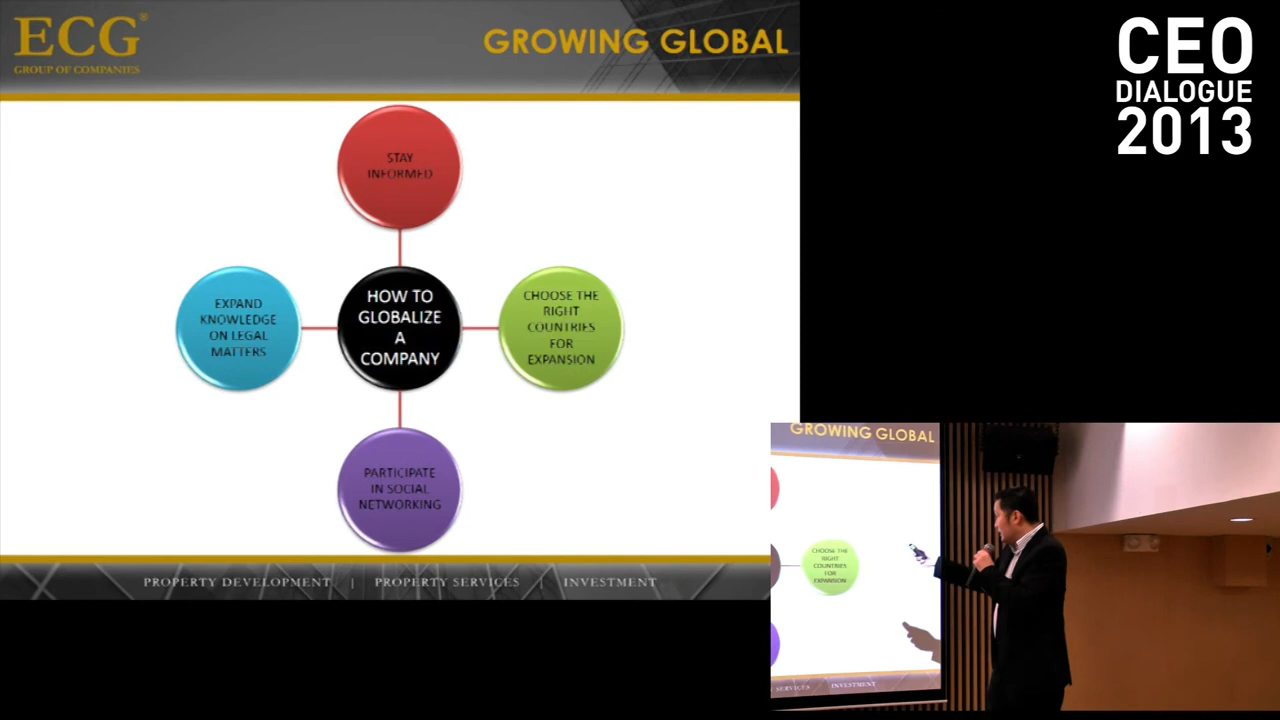 ECG®
GROUP OF COMPANIES
GROWING GLOBAL
CEO
DIALOGUE
2013
STAY
INFORMED
EXPAND
KNOWLEDGE
ON LEGAL
MATTERS
HOW TO
GLOBALIZE
A
COMPANY
CHOOSE THE
RIGHT
COUNTRIES
FOR
EXPANSION
PARTICIPATE
IN SOCIAL
NETWORKING
PROPERTY DEVELOPMENT | PROPERTY SERVICES | INVESTMENT
GROWING GLOBAL
CHOOSE THE
RIGHT
COUNTRIES
FOR
EXPANSION
SERVICES INVESTMENT